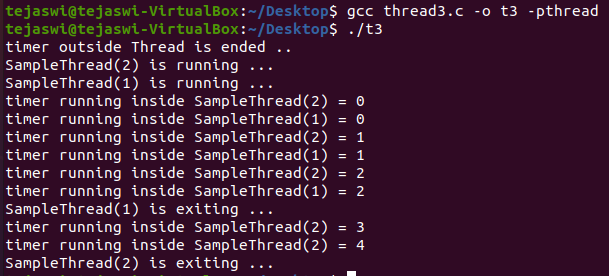 tejaswi@tejaswi-VirtualBox:~/Desktop$ gcc thread3.c -o t3 -pthread
tejaswi@tejaswi-VirtualBox:~/Desktop$ ./t3
timer outside Thread is ended ..
SampleThread(2) is running ...
SampleThread(1) is running ...
timer running inside SampleThread(2) = 0
timer running inside SampleThread(1) = 0
timer running inside SampleThread(2) = 1
timer running inside SampleThread(1) = 1
timer running inside SampleThread(2) = 2
timer running inside SampleThread(1) = 2
SampleThread(1) is exiting ...
timer running inside SampleThread(2) = 3
timer running inside SampleThread(2) = 4
SampleThread(2) is exiting ...